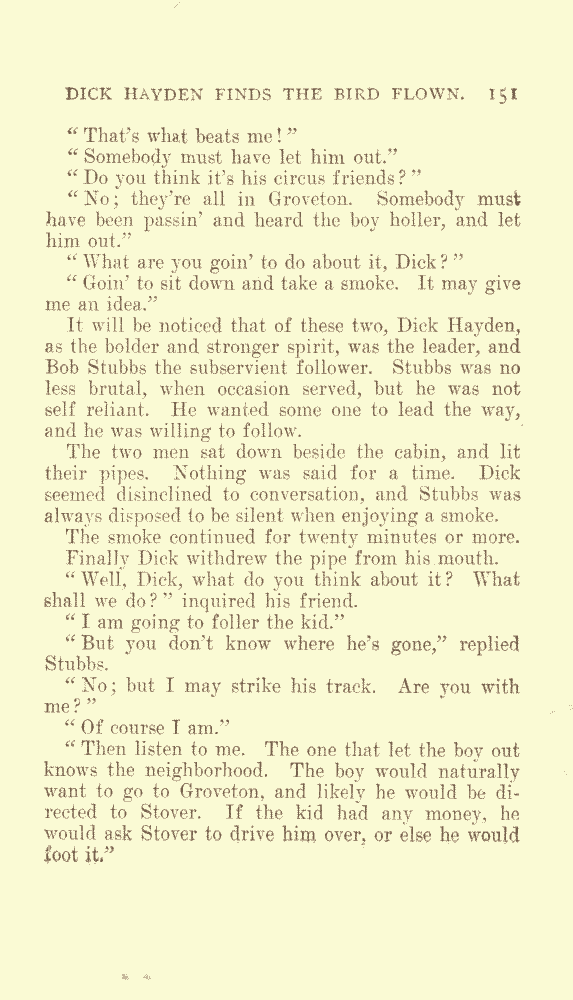 DICK HAYDEN FINDS THE BIRD FLOWN. 151
“That’s what beats me!”
“Somebody must have let him out.”
“Do you think it’s his circus friends?”
“No; they’re all in Groveton. Somebody must
have been passin’ and heard the boy holler, and let
him out.”
“What are you goin’ to do about it, Dick?”
“Goin’ to sit down and take a smoke. It may give
me an idea.”
It will be noticed that of these two, Dick Hayden,
as the bolder and stronger spirit, was the leader, and
Bob Stubbs the subservient follower. Stubbs was no
less brutal, when occasion served, but he was not
self reliant. He wanted some one to lead the way,
and he was willing to follow.
The two men sat down beside the cabin, and lit
their pipes. Nothing was said for a time. Dick
seemed disinclined to conversation, and Stubbs was
always disposed to be silent when enjoying a smoke.
The smoke continued for twenty minutes or more.
Finally Dick withdrew the pipe from his mouth.
“Well, Dick, what do you think about it? What
shall we do?” inquired his friend.
“I am going to foller the kid.”
“But you don’t know where he’s gone,” replied
Stubbs.
“No; but I may strike his track. Are you with
me?”
“Of course I am.”
“Then listen to me. The one that let the boy out
knows the neighborhood. The boy would naturally
want to go to Groveton, and likely he would be di-
rected to Stover. If the kid had any money, he
would ask Stover to drive him over, or else he would
foot it.”